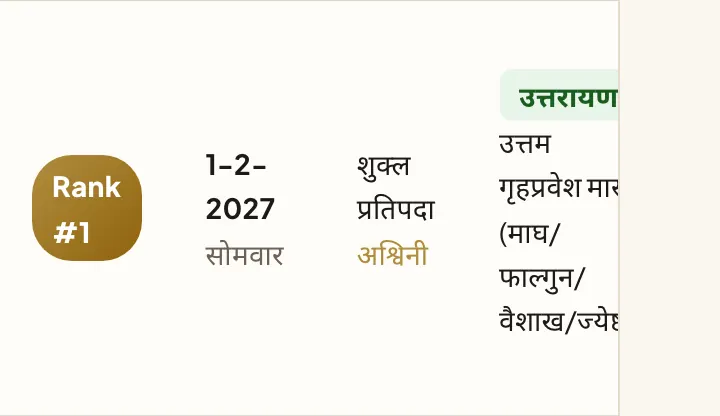 Rank
#1
1-2-
2027
सोमवार
शुक्ल
प्रतिपदा
अश्विनी
उत्तरायण
उत्तम
गृहप्रवेश
(माघ/
फाल्गुन/
वैशाख/